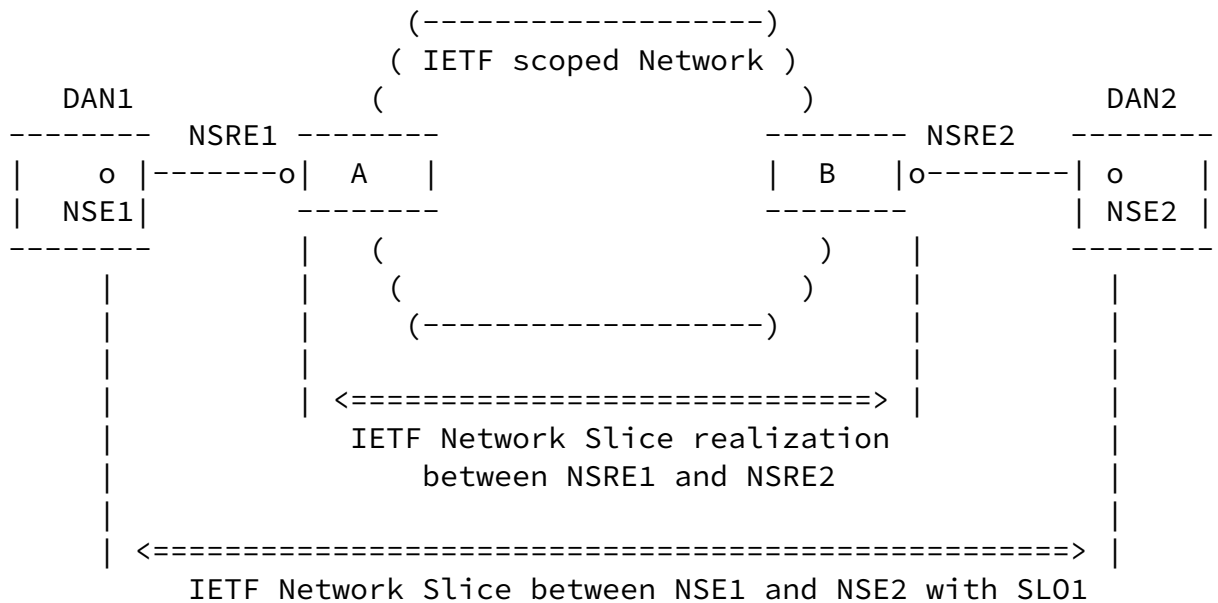 (-------------------)
( IETF scoped Network )
DAN1 ( ) DAN2
-------- NSRE1 -------- -------- NSRE2 --------
| o |-------o| A | | B |o--------| o |
| NSE1| -------- -------- | NSE2 |
-------- | ( ) | --------
| | ( ) | |
| | (-------------------) | |
| | | |
| | <=============================> | |
| IETF Network Slice realization |
| between NSRE1 and NSRE2 |
| |
| <===================================================> |
IETF Network Slice between NSE1 and NSE2 with SLO1